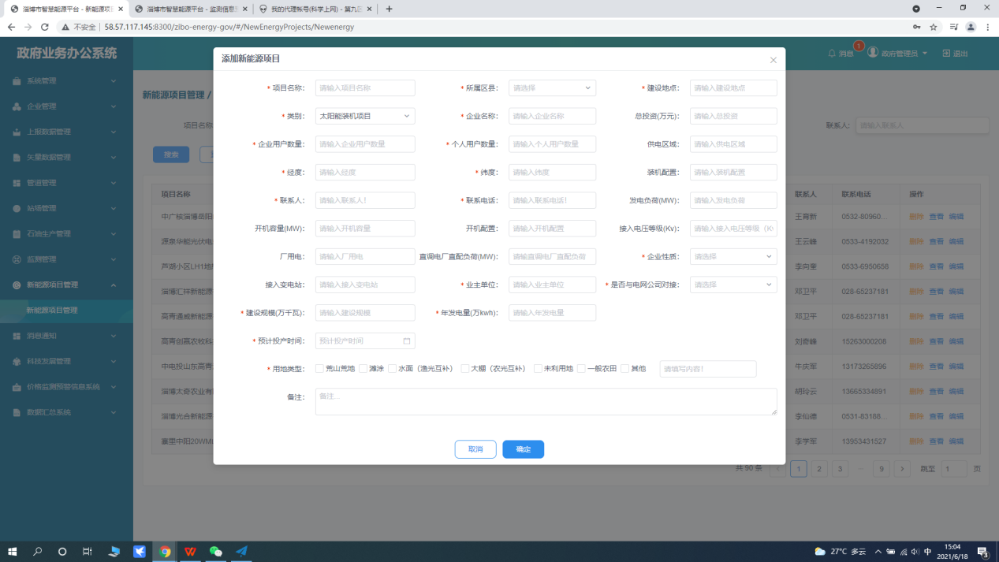 淄博市智慧能源平台 - 新能源项目
淄博市智慧能源平台 - 监测信息
我的代理帐号(科学上网) - 第九
不安全 58.57.117.145:8300/zibo-energy-gov/#/NewEnergyProjects/Newenergy
政府业务办公系统
消息 1 政府管理员 退出
系统管理
企业管理
上报数据管理
矢量数据管理
管道管理
站场管理
石油生产管理
监测管理
新能源项目管理
新能源项目管理
消息通知
科技发展管理
价格监测预警信息系统
数据汇总系统
新能源项目管理 /
项目名称
联系人: 请输入联系人
搜索
添加新能源项目
* 项目名称: 请输入项目名称 * 所属区县: 请选择 * 建设地点: 请输入建设地点
* 类别: 太阳能装机项目 * 企业名称: 请输入企业名称 总投资(万元): 请输入总投资
* 企业用户数量: 请输入企业用户数量 * 个人用户数量: 请输入个人用户数量 供电区域: 请输入供电区域
* 经度: 请输入经度 * 纬度: 请输入纬度 装机配置: 请输入装机配置
* 联系人: 请输入联系人! * 联系电话: 请输入联系电话! 发电负荷(MW): 请输入发电负荷
开机容量(MW): 请输入开机容量 开机配置: 请输入开机配置 接入电压等级(Kv): 请输入接入电压等级（Kv
厂用电: 请输入厂用电 直调电厂直配负荷(MW): 请输直调电厂直配负荷 * 企业性质: 请选择
接入变电站: 请输入接入变电站 * 业主单位: 请输入业主单位 * 是否与电网公司对接: 请选择
* 建设规模(万千瓦): 请输入建设规模 * 年发电量(万kwh): 请输入年发电量
* 预计投产时间: 预计投产时间
* 用地类型: 荒山荒地 滩涂 水面（渔光互补） 大棚（农光互补） 未利用地 一般农田 其他 请填写内容!
备注: 备注...
取消 确定
项目名称 联系人 联系电话 操作
中广核淄博岳阳 王育新 0532-80960... 删除 查看 编辑
源泉华能光伏电 王云峰 0533-4192032 删除 查看 编辑
芦湖小区LH1地 李向奎 0533-6950658 删除 查看 编辑
淄博汇祥新能源 邓卫平 028-65237181 删除 查看 编辑
高青通威新能源 邓卫平 028-65237181 删除 查看 编辑
高青创赢农牧科 刘奇峰 15263000208 删除 查看 编辑
中电投山东高青 牛庆军 13173265896 删除 查看 编辑
淄博太奇农业有 胡玲云 13665334891 删除 查看 编辑
淄博光合新能源 李仙德 0531-83188... 删除 查看 编辑
寨里中阳20WM 李学军 13953451527 删除 查看 编辑
共 90 条 1 2 3 ··· 9 跳至 1 页
27°C 多云 中 15:04
2021/6/18 3